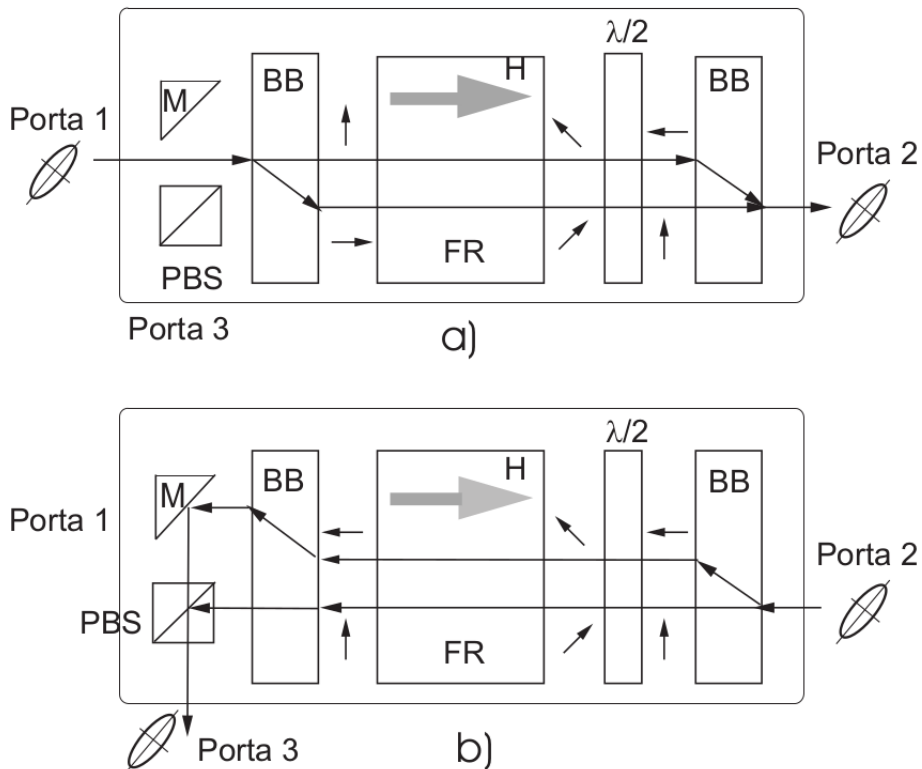 λ/2
BB
H
BB
M
Porta 1
Porta 2
FR
PBS
Porta 3
a)
λ/2
H
BB
BB
M
Porta 1
Porta 2
PBS
FR
Porta 3
b)